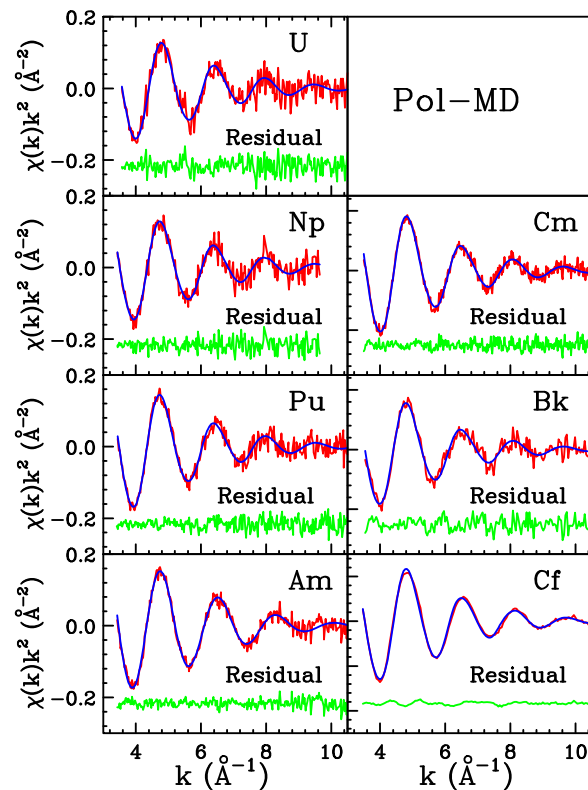 0.2
U
0.0
Pol-MD
χ(k)k² (Å⁻²)
Residual
−0.2
0.2
Np
Cm
0.0
χ(k)k² (Å⁻²)
Residual
Residual
−0.2
0.2
Pu
Bk
0.0
χ(k)k² (Å⁻²)
Residual
Residual
−0.2
0.2
Am
Cf
0.0
χ(k)k² (Å⁻²)
Residual
Residual
−0.2
4 6 8 10 4 6 8 10
k (Å⁻¹) k (Å⁻¹)